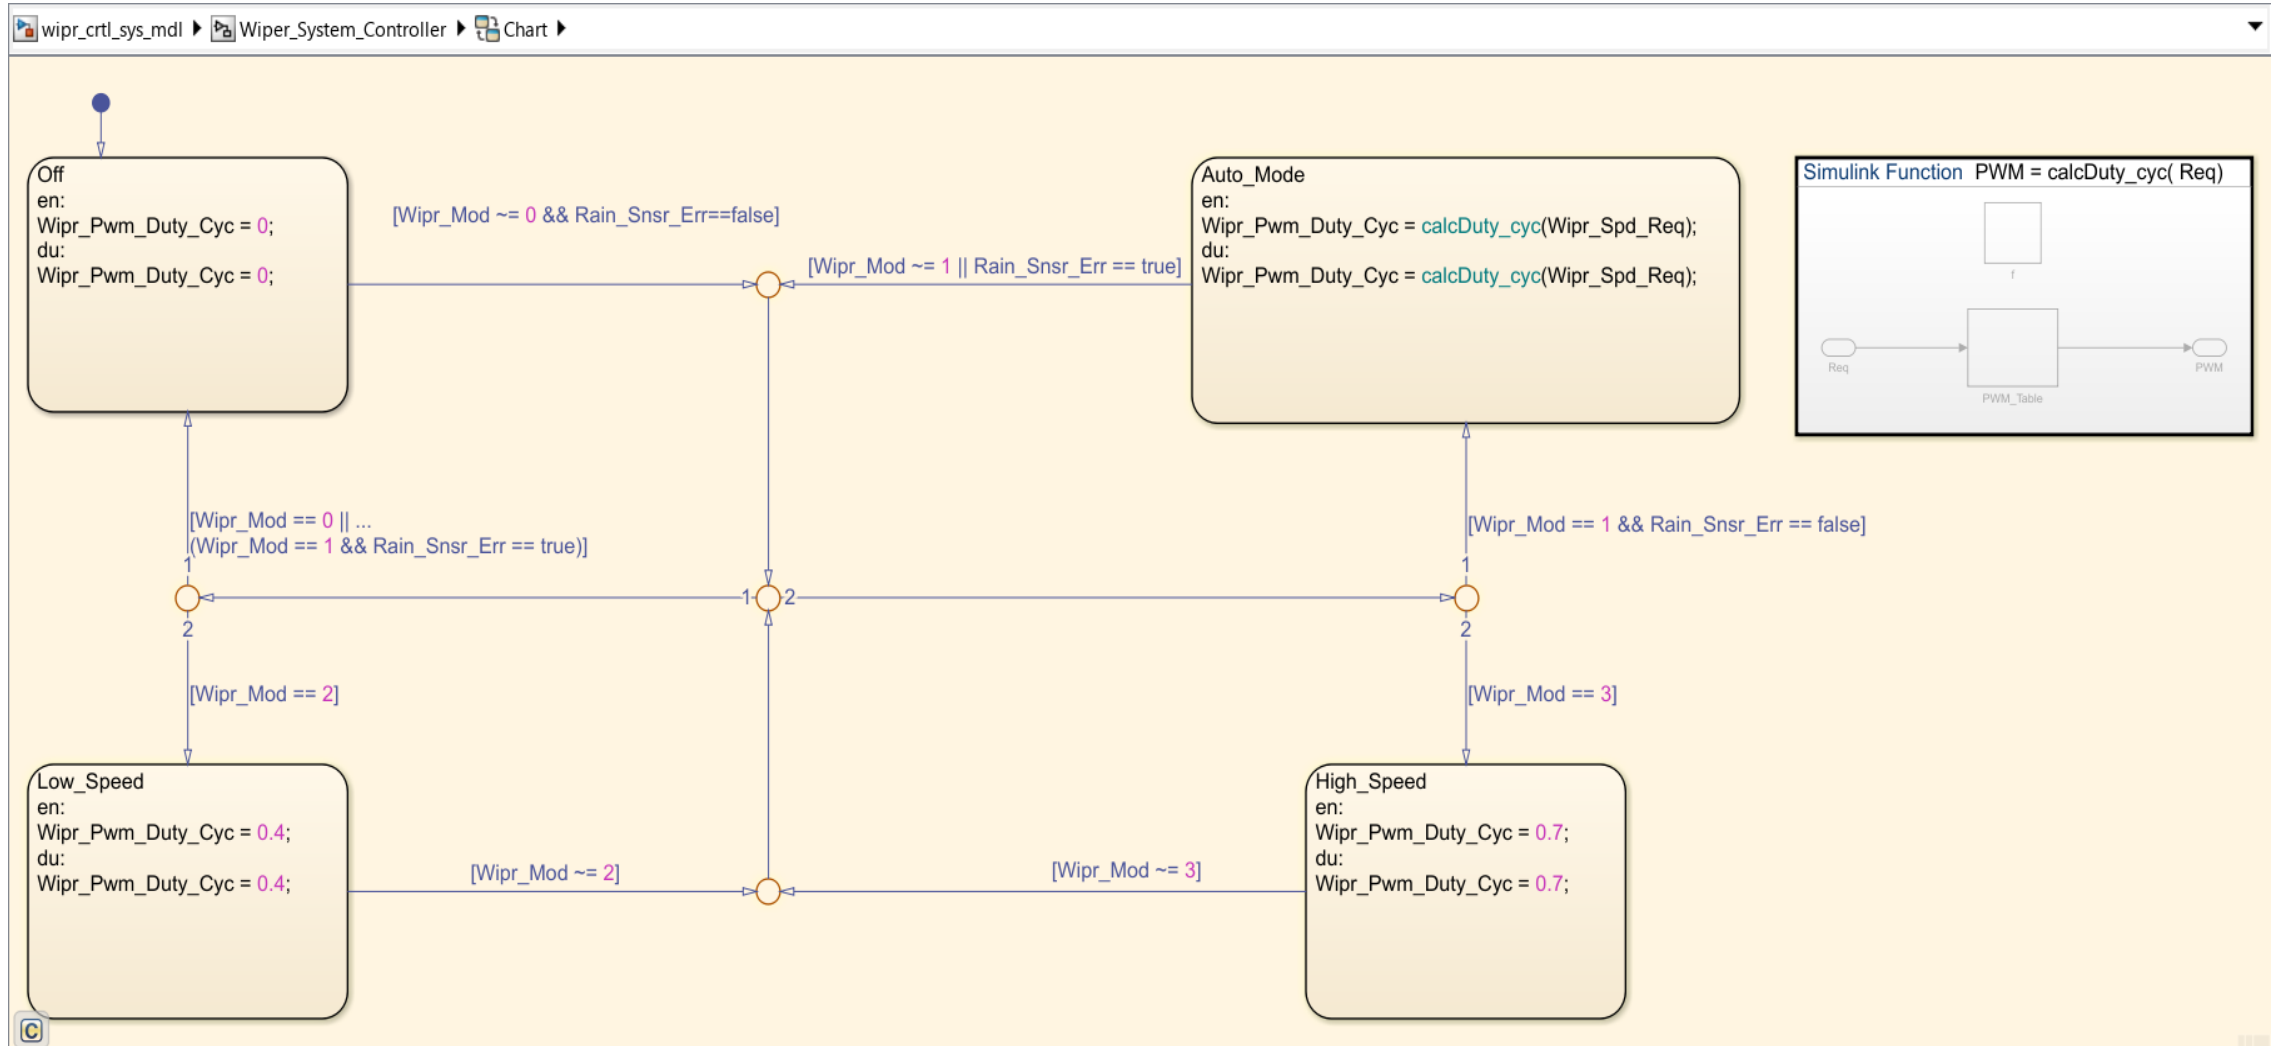 wipr_crtl_sys_mdl Wiper_System_Controller Chart
Off
en:
Wipr_Pwm_Duty_Cyc = 0;
du:
Wipr_Pwm_Duty_Cyc = 0;
[Wipr_Mod ~= 0 && Rain_Snsr_Err==false]
[Wipr_Mod ~= 1 || Rain_Snsr_Err == true]
Auto_Mode
en:
Wipr_Pwm_Duty_Cyc = calcDuty_cyc(Wipr_Spd_Req);
du:
Wipr_Pwm_Duty_Cyc = calcDuty_cyc(Wipr_Spd_Req);
Simulink Function PWM = calcDuty_cyc( Req)
f
Req
PWM_Table
PWM
[Wipr_Mod == 0 || ...
(Wipr_Mod == 1 && Rain_Snsr_Err == true)]
1
2
1
2
[Wipr_Mod == 1 && Rain_Snsr_Err == false]
1
2
[Wipr_Mod == 2]
[Wipr_Mod == 3]
Low_Speed
en:
Wipr_Pwm_Duty_Cyc = 0.4;
du:
Wipr_Pwm_Duty_Cyc = 0.4;
[Wipr_Mod ~= 2]
[Wipr_Mod ~= 3]
High_Speed
en:
Wipr_Pwm_Duty_Cyc = 0.7;
du:
Wipr_Pwm_Duty_Cyc = 0.7;
C